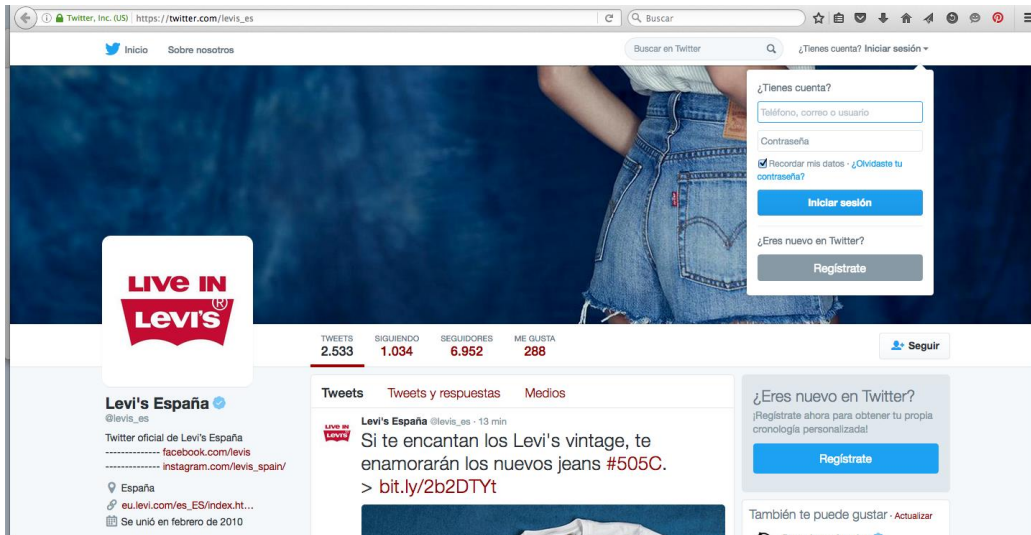 Twitter, Inc. (US) https://twitter.com/levis_es
Buscar
Inicio Sobre nosotros
Buscar en Twitter
¿Tienes cuenta? Iniciar sesión
¿Tienes cuenta?
Teléfono, correo o usuario
Contraseña
Recordar mis datos · ¿Olvidaste tu
contraseña?
Iniciar sesión
¿Eres nuevo en Twitter?
Regístrate
LIVE IN
LEVI'S®
TWEETS SIGUIENDO SEGUIDORES ME GUSTA
2.533 1.034 6.952 288
Seguir
Levi's España
@levis_es
Twitter oficial de Levi's España
-------------- facebook.com/levis
-------------- instagram.com/levis_spain/
España
eu.levi.com/es_ES/index.ht...
Se unió en febrero de 2010
Tweets Tweets y respuestas Medios
LIVE IN
LEVI'S
Levi's España @levis_es · 13 min
Si te encantan los Levi's vintage, te
enamorarán los nuevos jeans #505C.
> bit.ly/2b2DTYt
¿Eres nuevo en Twitter?
¡Regístrate ahora para obtener tu propia
cronología personalizada!
Regístrate
También te puede gustar · Actualizar